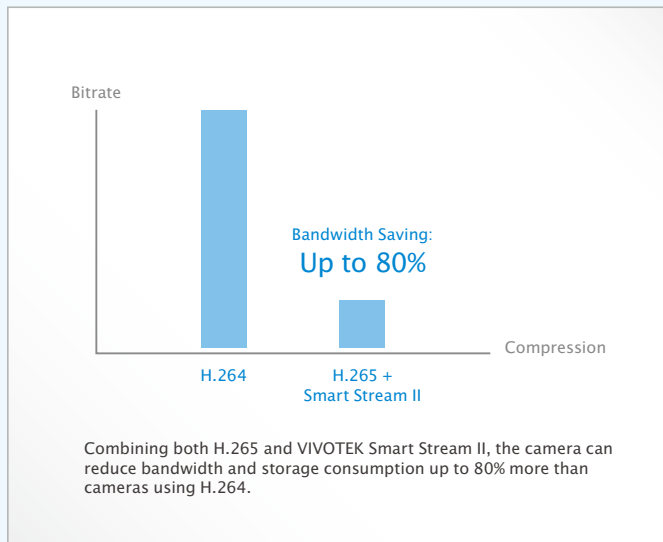 Bitrate
Bandwidth Saving:
Up to 80%
Compression
H.264
H.265 +
Smart Stream II
Combining both H.265 and VIVOTEK Smart Stream II, the camera can
reduce bandwidth and storage consumption up to 80% more than
cameras using H.264.